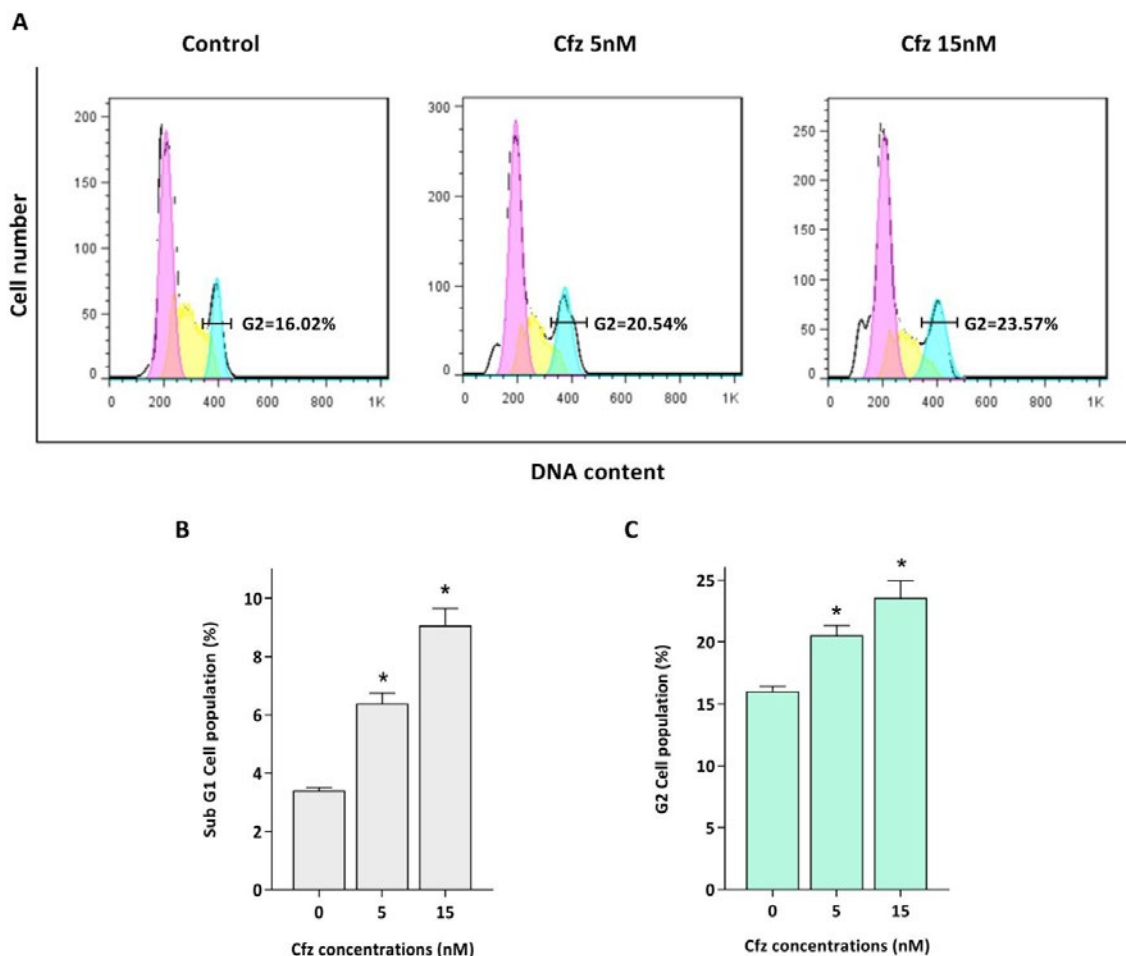 A
Control
Cfz 5nM
Cfz 15nM
Cell number
200
150
100
50
0
G2=16.02%
0 200 400 600 800 1K
300
200
100
0
G2=20.54%
0 200 400 600 800 1K
250
200
150
100
50
0
G2=23.57%
0 200 400 600 800 1K
DNA content
B
Sub G1 Cell population (%)
10
8
6
4
2
0
*
*
0 5 15
Cfz concentrations (nM)
C
G2 Cell population (%)
25
20
15
10
5
0
*
*
0 5 15
Cfz concentrations (nM)